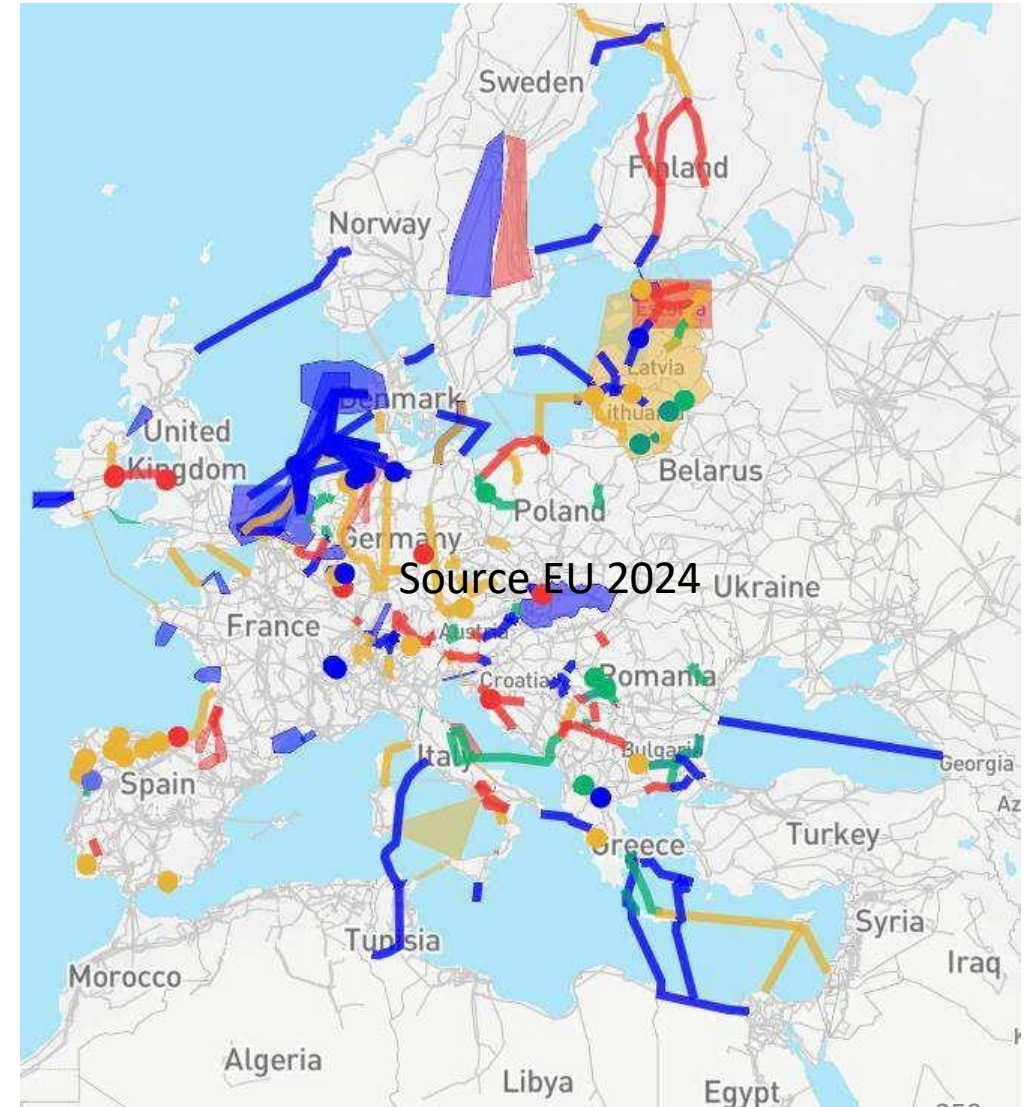 Sweden
Finland
Norway
Estonia
Latvia
Denmark
Lithuania
United
Kingdom
Belarus
Poland
Germany
Source EU 2024
Ukraine
France
Austria
Croatia
Romania
Italy
Bulgaria
Georgia
Spain
Az
Turkey
Greece
Syria
Tunisia
Iraq
Morocco
Algeria
Libya
Egypt